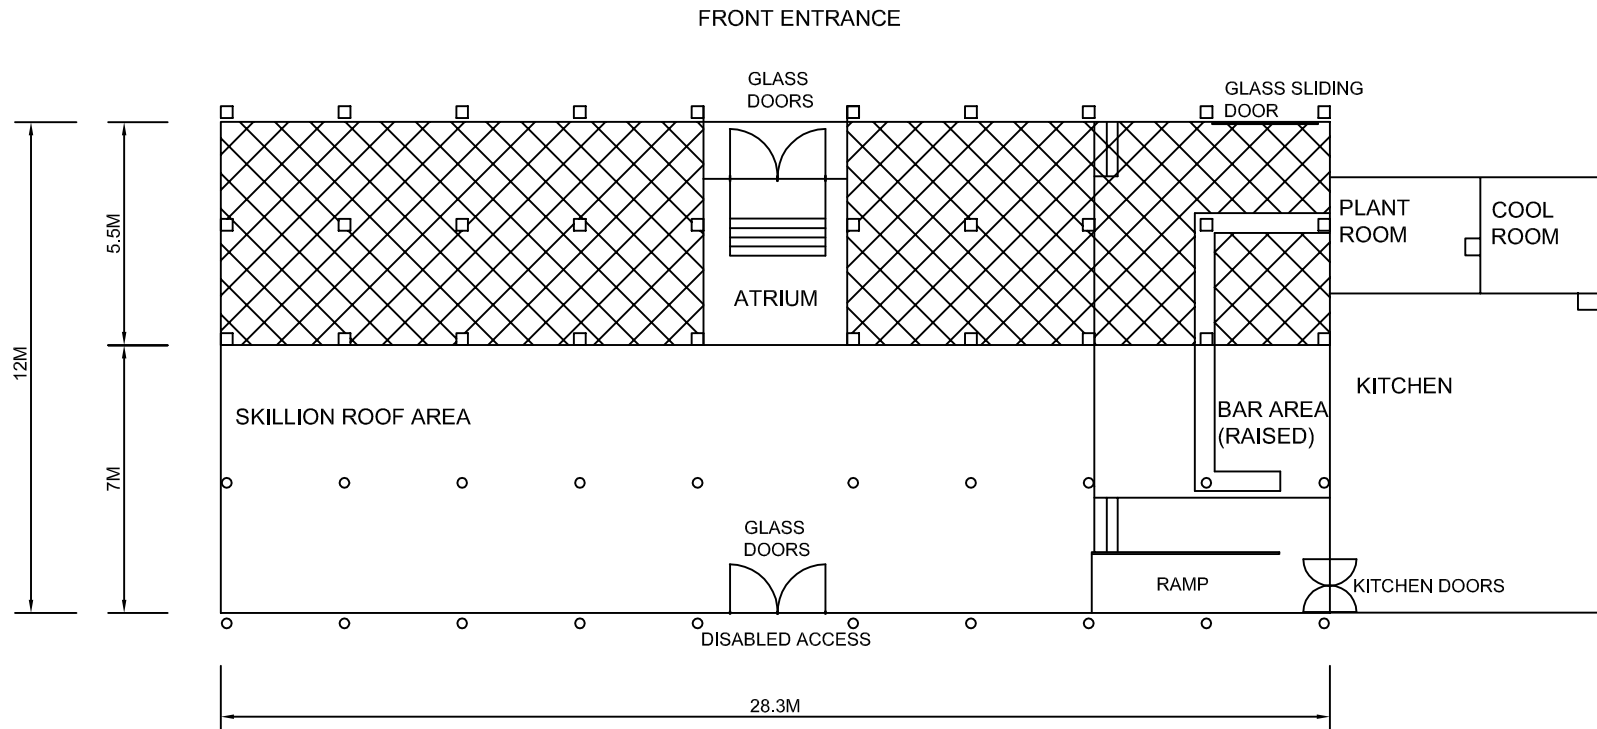 FRONT ENTRANCE
GLASS
DOORS
GLASS SLIDING
DOOR
12M
5.5M
PLANT
ROOM
COOL
ROOM
ATRIUM
KITCHEN
SKILLION ROOF AREA
BAR AREA
(RAISED)
7M
GLASS
DOORS
RAMP
KITCHEN DOORS
DISABLED ACCESS
28.3M